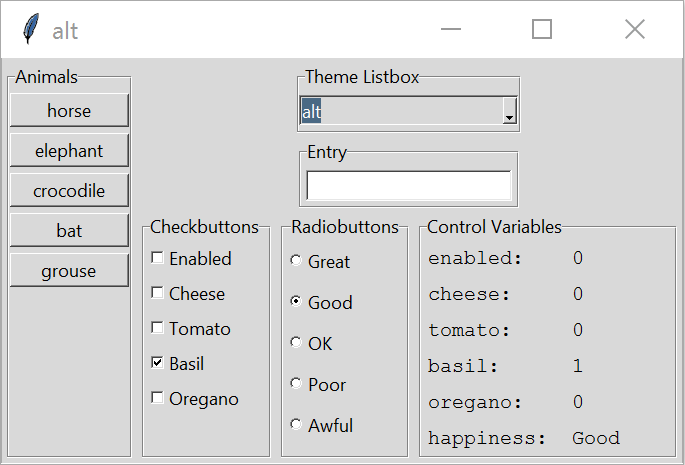 alt
Animals
horse
elephant
crocodile
bat
grouse
Theme Listbox
alt
Entry
Checkbuttons
Enabled
Cheese
Tomato
Basil
Oregano
Radiobuttons
Great
Good
OK
Poor
Awful
Control Variables
enabled: 0
cheese: 0
tomato: 0
basil: 1
oregano: 0
happiness: Good